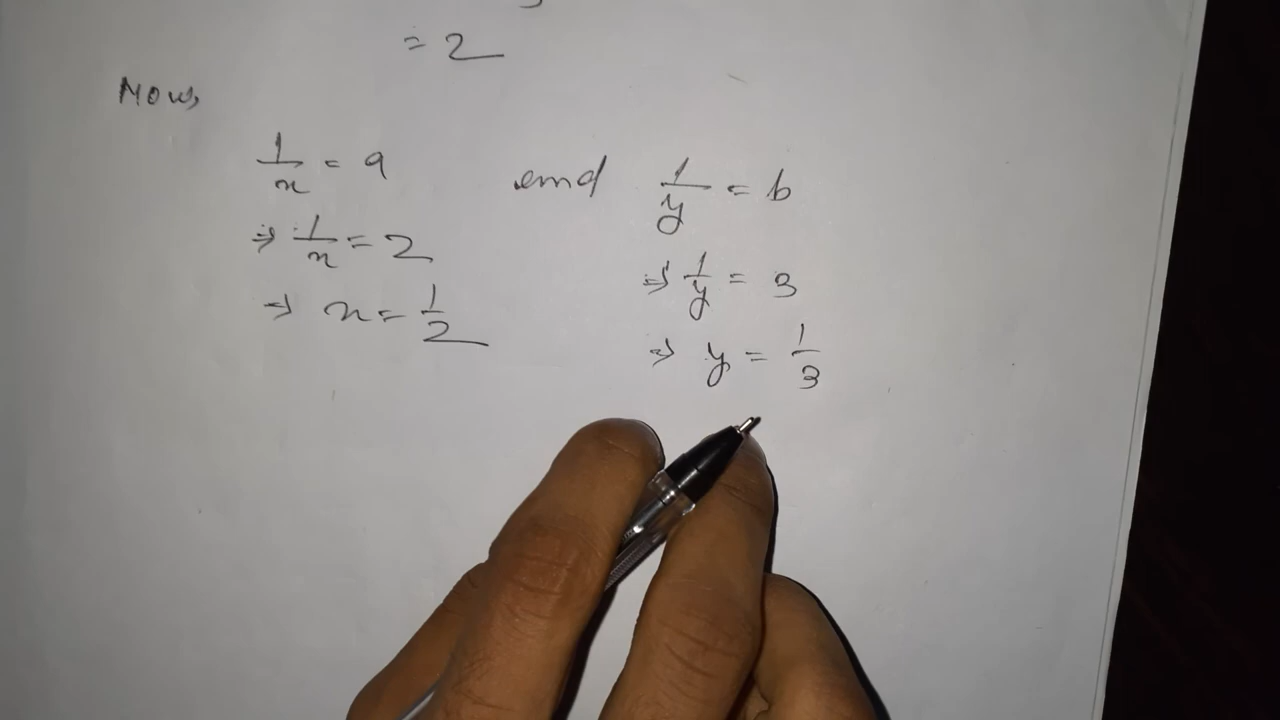 = 2
Now,
1/x = a and 1/y = b
⇒ 1/x = 2 ⇒ 1/y = 3
⇒ x = 1/2 ⇒ y = 1/3